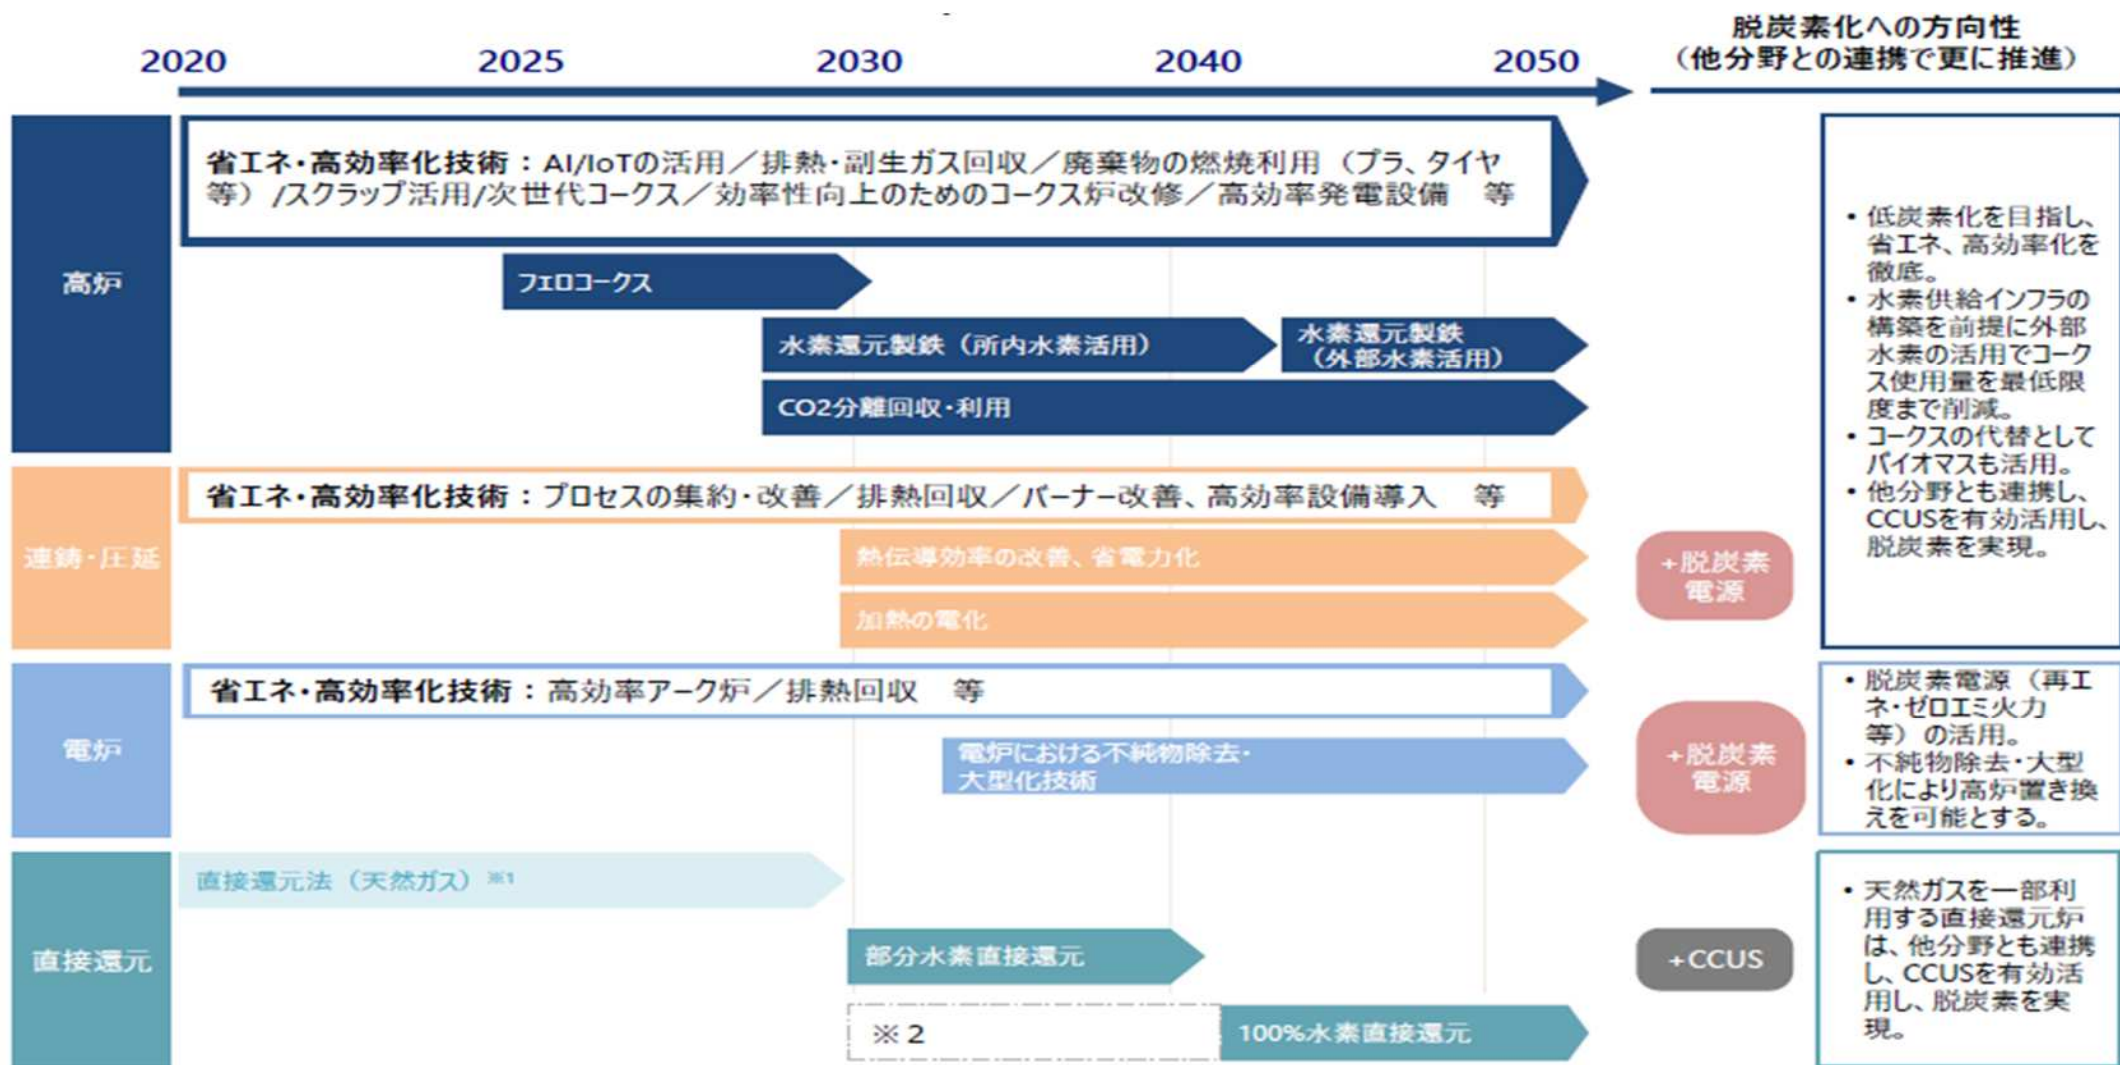 2020 2025 2030 2040 2050
脱炭素化への方向性
（他分野との連携で更に推進）
高炉
省エネ・高効率化技術：AI/IoTの活用／排熱・副生ガス回収／廃棄物の燃焼利用（プラ、タイヤ
等）/スクラップ活用/次世代コークス／効率性向上のためのコークス炉改修／高効率発電設備　等
フェロコークス
水素還元製鉄（所内水素活用）
水素還元製鉄
（外部水素活用）
CO2分離回収・利用
・低炭素化を目指し、
省エネ、高効率化を
徹底。
・水素供給インフラの
構築を前提に外部
水素の活用でコーク
ス使用量を最低限
度まで削減。
・コークスの代替として
バイオマスも活用。
・他分野とも連携し、
CCUSを有効活用し、
脱炭素を実現。
連鋳・圧延
省エネ・高効率化技術：プロセスの集約・改善／排熱回収／バーナー改善、高効率設備導入　等
熱伝導効率の改善、省電力化
加熱の電化
+脱炭素
電源
電炉
省エネ・高効率化技術：高効率アーク炉／排熱回収　等
電炉における不純物除去・
大型化技術
+脱炭素
電源
・脱炭素電源（再エ
ネ・ゼロエミ火力
等）の活用。
・不純物除去・大型
化により高炉置き換
えを可能とする。
直接還元
直接還元法（天然ガス）※1
部分水素直接還元
※２
100%水素直接還元
+CCUS
・天然ガスを一部利
用する直接還元炉
は、他分野とも連携
し、CCUSを有効活
用し、脱炭素を実
現。